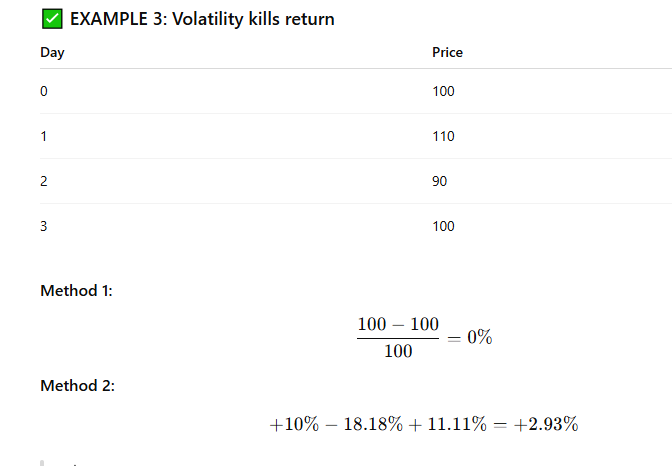 ✅ EXAMPLE 3: Volatility kills return
Day Price
0 100
1 110
2 90
3 100
Method 1:
\frac{100 − 100}{100} = 0%
Method 2:
+10% − 18.18% + 11.11% = +2.93%